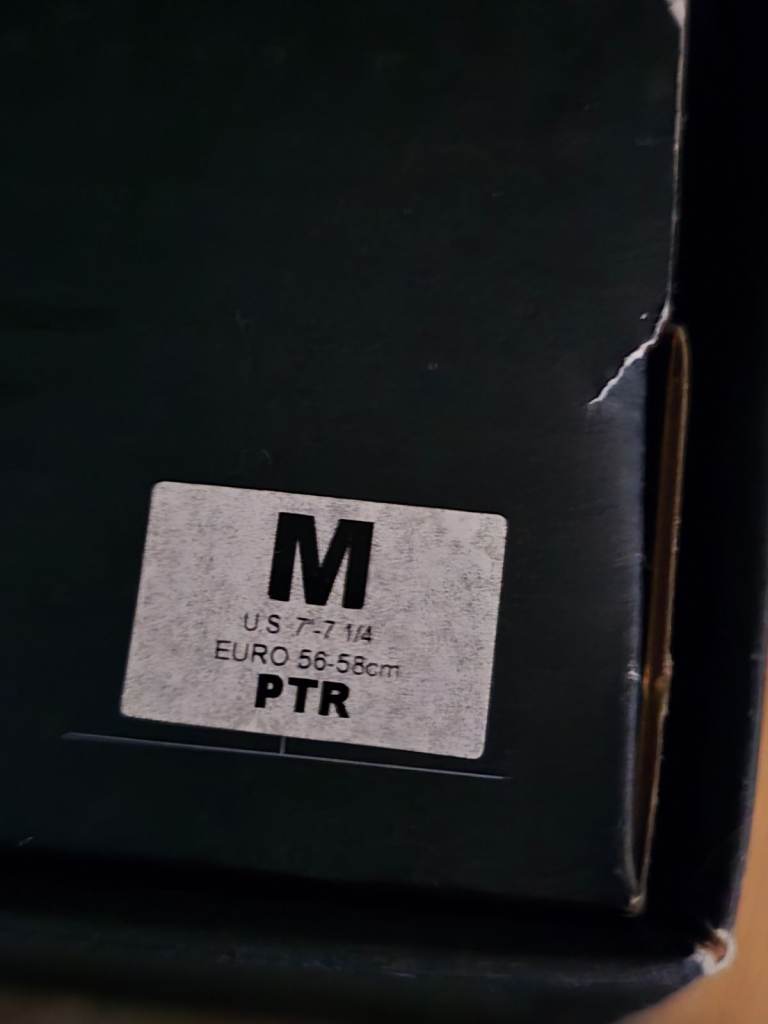 M
U.S. 7"-7 1/4
EURO 56-58cm
PTR